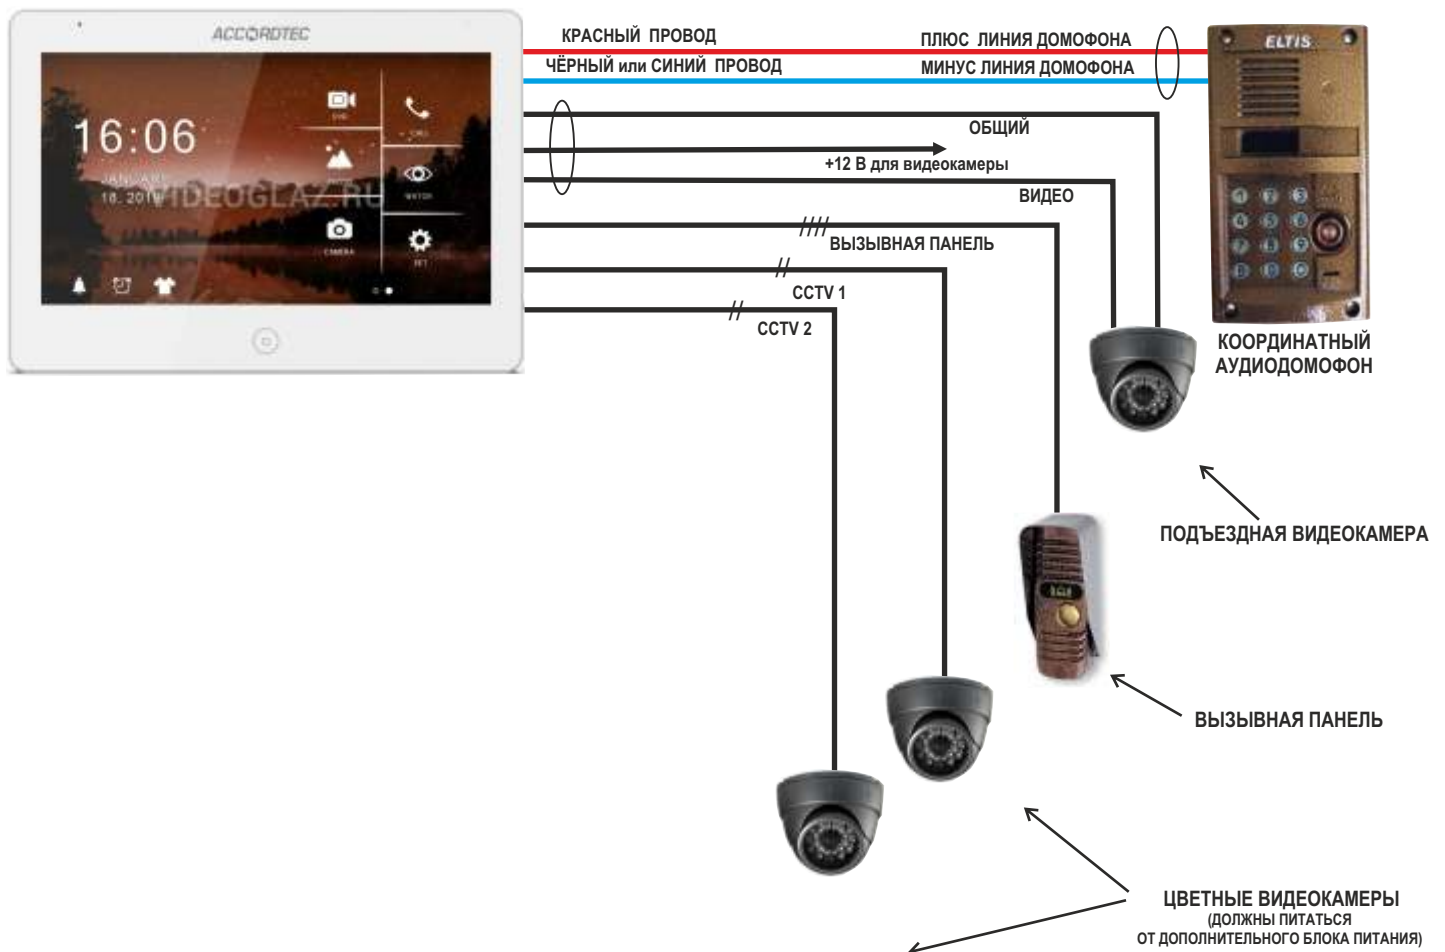 ACCORDTEC
КРАСНЫЙ ПРОВОД
ПЛЮС ЛИНИЯ ДОМОФОНА
ELTIS
ЧЁРНЫЙ или СИНИЙ ПРОВОД
МИНУС ЛИНИЯ ДОМОФОНА
16:06
VIDEOGLAZ.RU
ОБЩИЙ
+12 В для видеокамеры
ВИДЕО
ВЫЗЫВНАЯ ПАНЕЛЬ
CCTV 1
CCTV 2
КООРДИНАТНЫЙ
АУДИОДОМОФОН
ПОДЪЕЗДНАЯ ВИДЕОКАМЕРА
ВЫЗЫВНАЯ ПАНЕЛЬ
ЦВЕТНЫЕ ВИДЕОКАМЕРЫ
(ДОЛЖНЫ ПИТАТЬСЯ
ОТ ДОПОЛНИТЕЛЬНОГО БЛОКА ПИТАНИЯ)